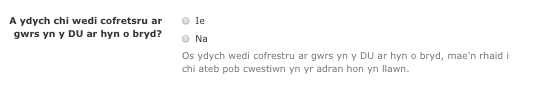 A ydych chi wedi cofretsru ar
gwrs yn y DU ar hyn o bryd?
Ie
Na
Os ydych wedi cofrestru ar gwrs yn y DU ar hyn o bryd, mae'n rhaid i
chi ateb pob cwestiwn yn yr adran hon yn llawn.